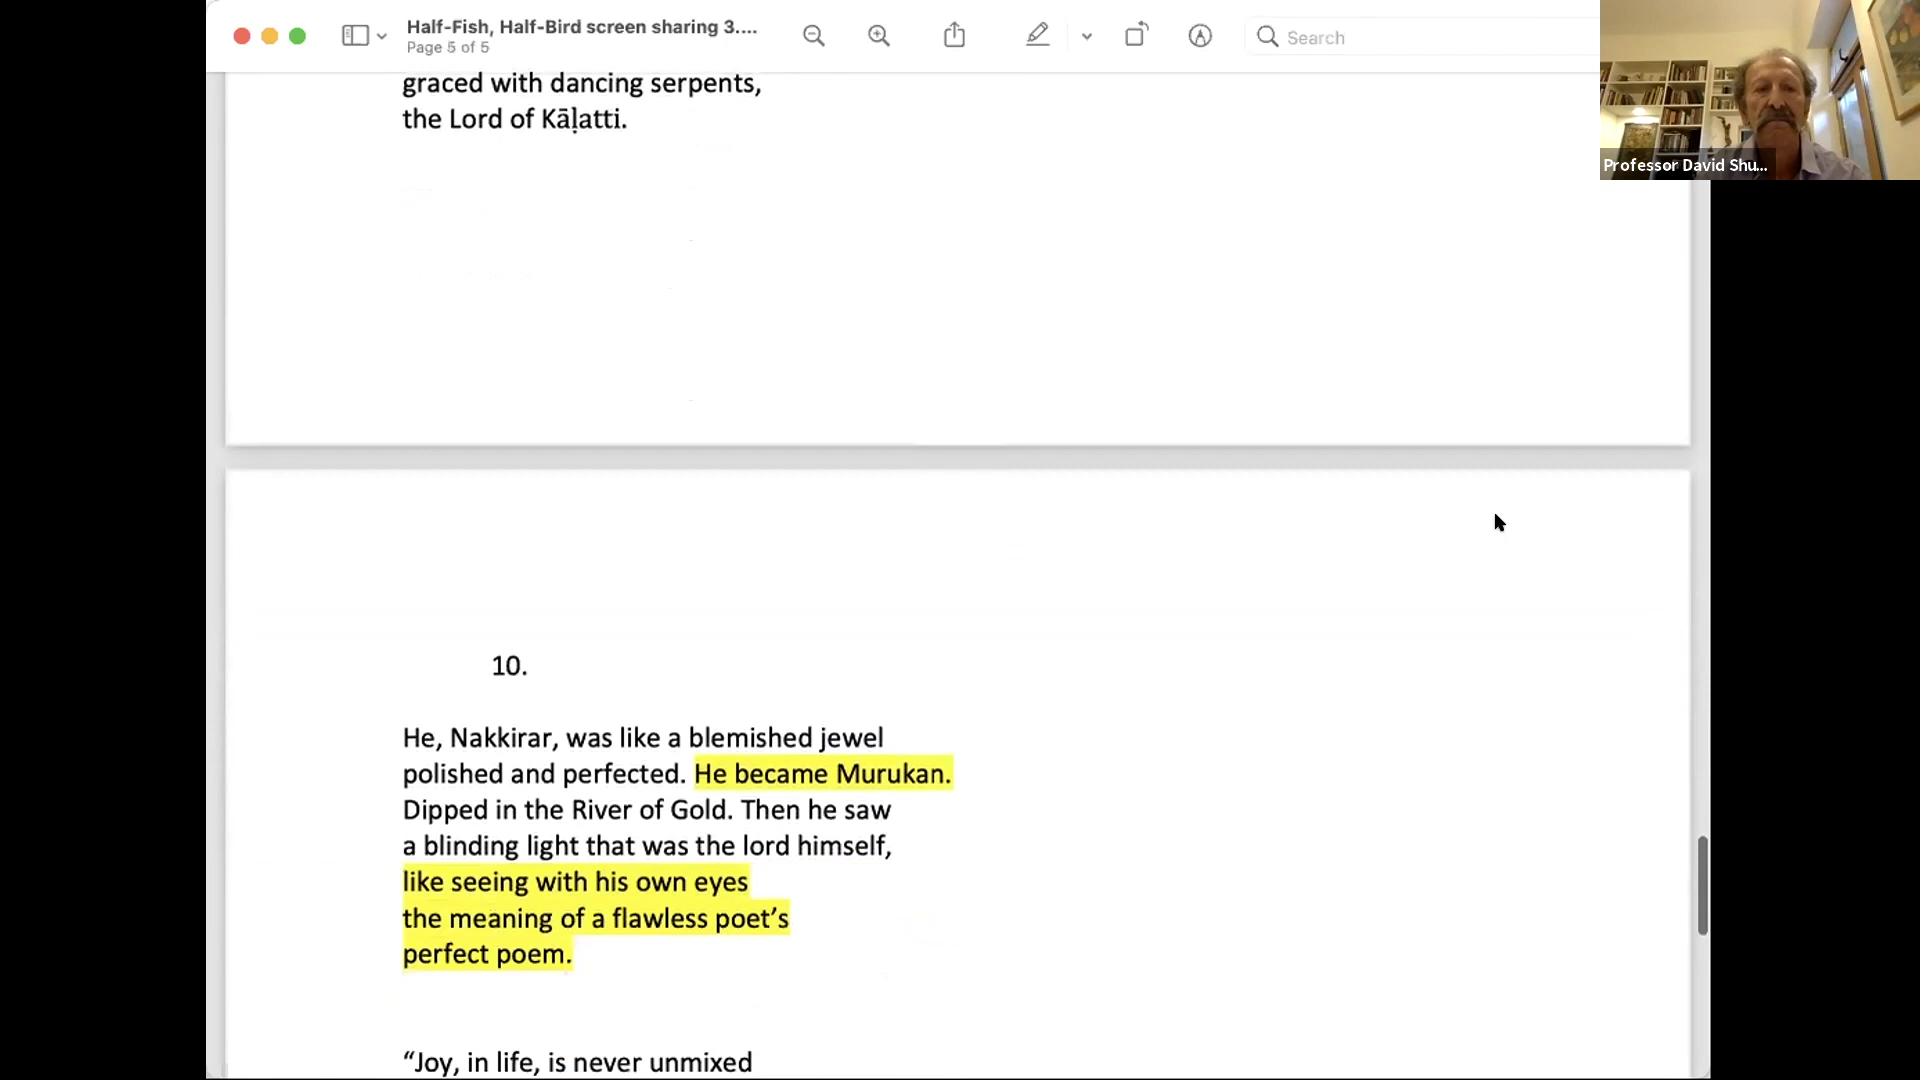 Half-Fish, Half-Bird screen sharing 3....
Page 5 of 5
Search
Professor David Shu...
graced with dancing serpents,
the Lord of Kāḷatti.
10.
He, Nakkirar, was like a blemished jewel
polished and perfected. He became Murukan.
Dipped in the River of Gold. Then he saw
a blinding light that was the lord himself,
like seeing with his own eyes
the meaning of a flawless poet’s
perfect poem.
“Joy, in life, is never unmixed